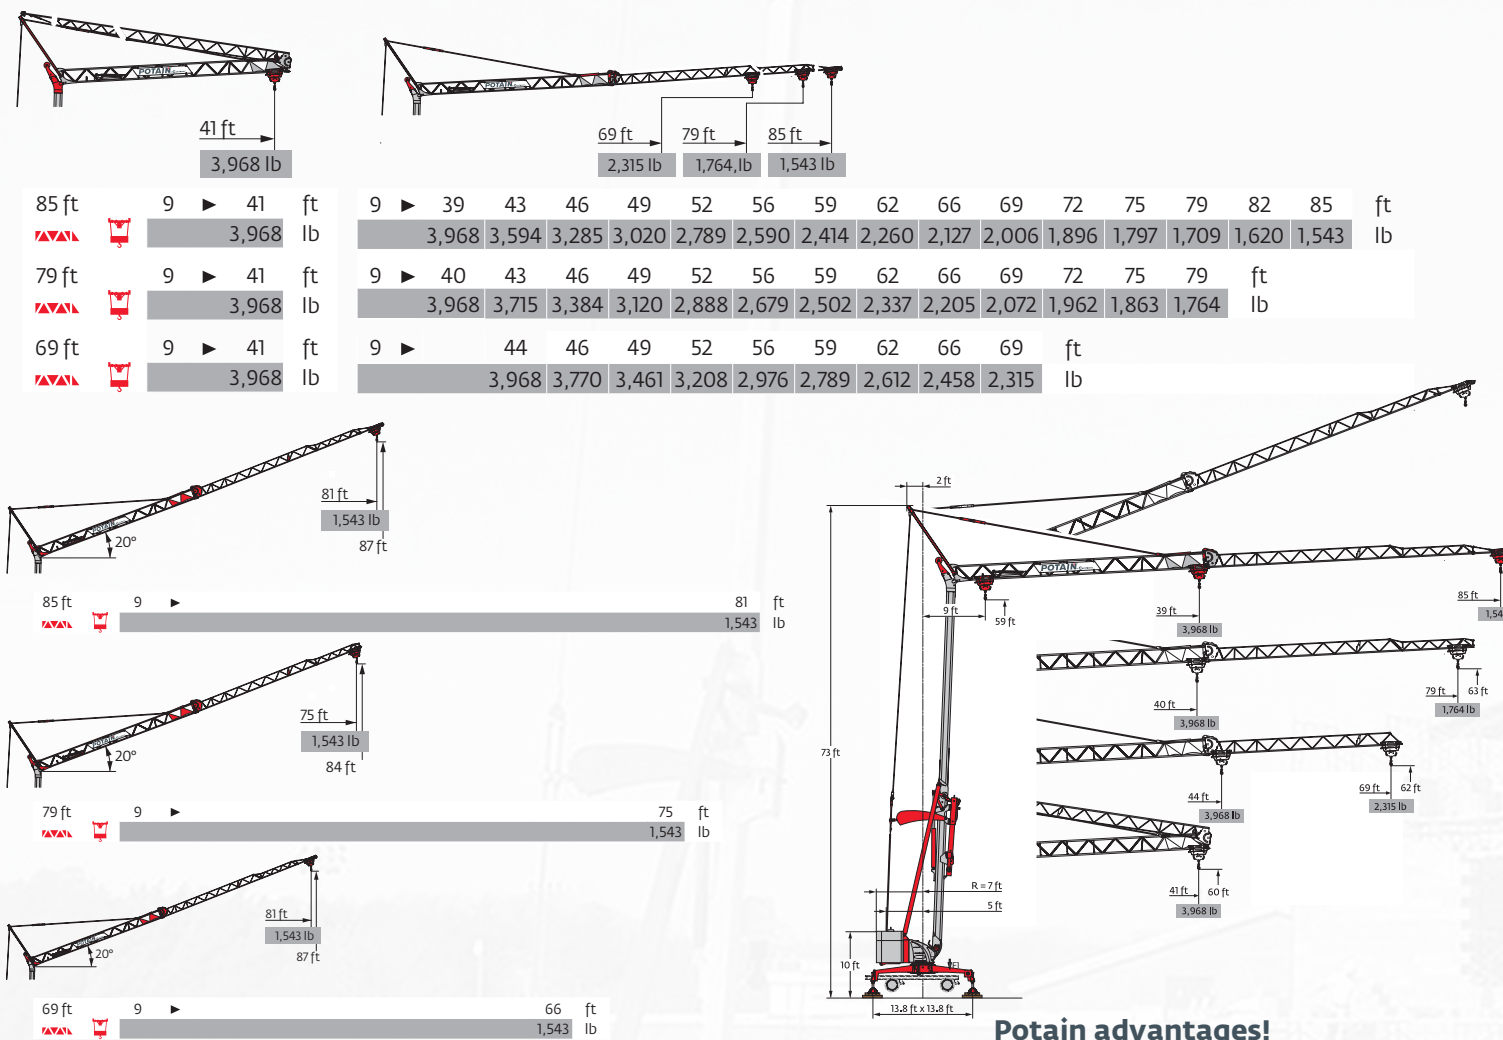 POTAIN
41 ft
3,968 lb
POTAIN
69 ft 79 ft 85 ft
2,315 lb 1,764,lb 1,543 lb
85 ft 9 ► 41 ft 9 ► 39 43 46 49 52 56 59 62 66 69 72 75 79 82 85 ft
3,968 lb 3,968 3,594 3,285 3,020 2,789 2,590 2,414 2,260 2,127 2,006 1,896 1,797 1,709 1,620 1,543 lb
79 ft 9 ► 41 ft 9 ► 40 43 46 49 52 56 59 62 66 69 72 75 79 ft
3,968 lb 3,968 3,715 3,384 3,120 2,888 2,679 2,502 2,337 2,205 2,072 1,962 1,863 1,764 lb
69 ft 9 ► 41 ft 9 ► 44 46 49 52 56 59 62 66 69 ft
3,968 lb 3,968 3,770 3,461 3,208 2,976 2,789 2,612 2,458 2,315 lb
POTAIN
20°
81 ft
1,543 lb
87 ft
85 ft 9 ► 81 ft
1,543 lb
POTAIN
20°
75 ft
1,543 lb
84 ft
79 ft 9 ► 75 ft
1,543 lb
POTAIN
20°
81 ft
1,543 lb
87 ft
69 ft 9 ► 66 ft
1,543 lb
2 ft
POTAIN
9 ft
59 ft
39 ft
3,968 lb
85 ft
1,54
73 ft
40 ft
3,968 lb
79 ft 63 ft
1,764 lb
44 ft
3,968 lb
69 ft 62 ft
2,315 lb
41 ft 60 ft
3,968 lb
R = 7 ft
5 ft
10 ft
13.8 ft x 13.8 ft
Potain advantages!